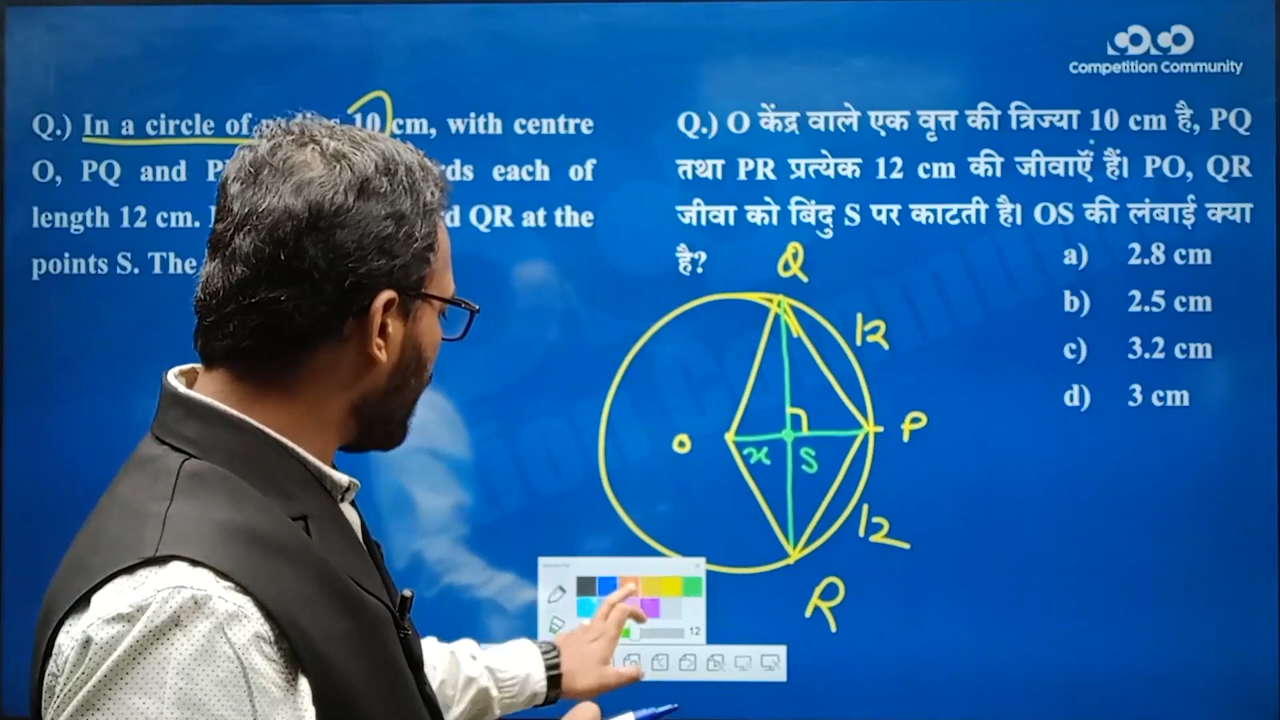 Competition Community
Q.) In a circle of 10 cm, with centre
O, PQ and each of
length 12 cm. QR at the
points S. The
Q.) O केंद्र वाले एक वृत्त की त्रिज्या 10 cm है, PQ
तथा PR प्रत्येक 12 cm की जीवाऍं हैं। PO, QR
जीवा को बिंदु S पर काटती है। OS की लंबाई क्या
है?
a) 2.8 cm
b) 2.5 cm
c) 3.2 cm
d) 3 cm
Q
12
O
x
S
P
12
R
12